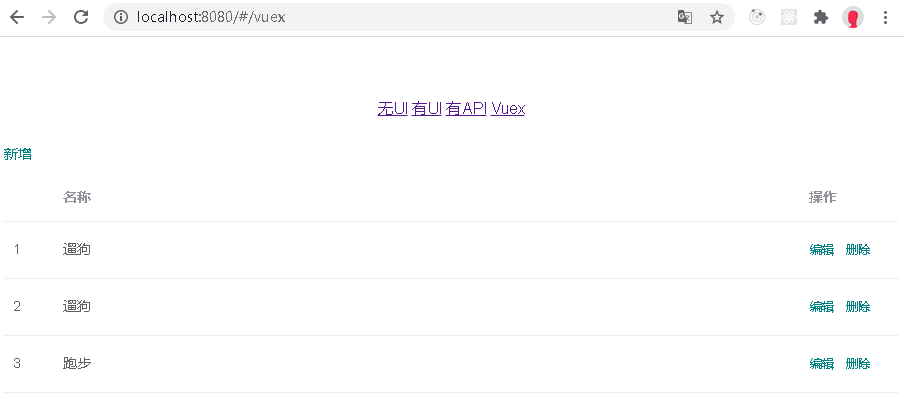 localhost:8080/#/vuex
无UI 有UI 有API Vuex
新增
名称 操作
1 遛狗 编辑 删除
2 遛狗 编辑 删除
3 跑步 编辑 删除